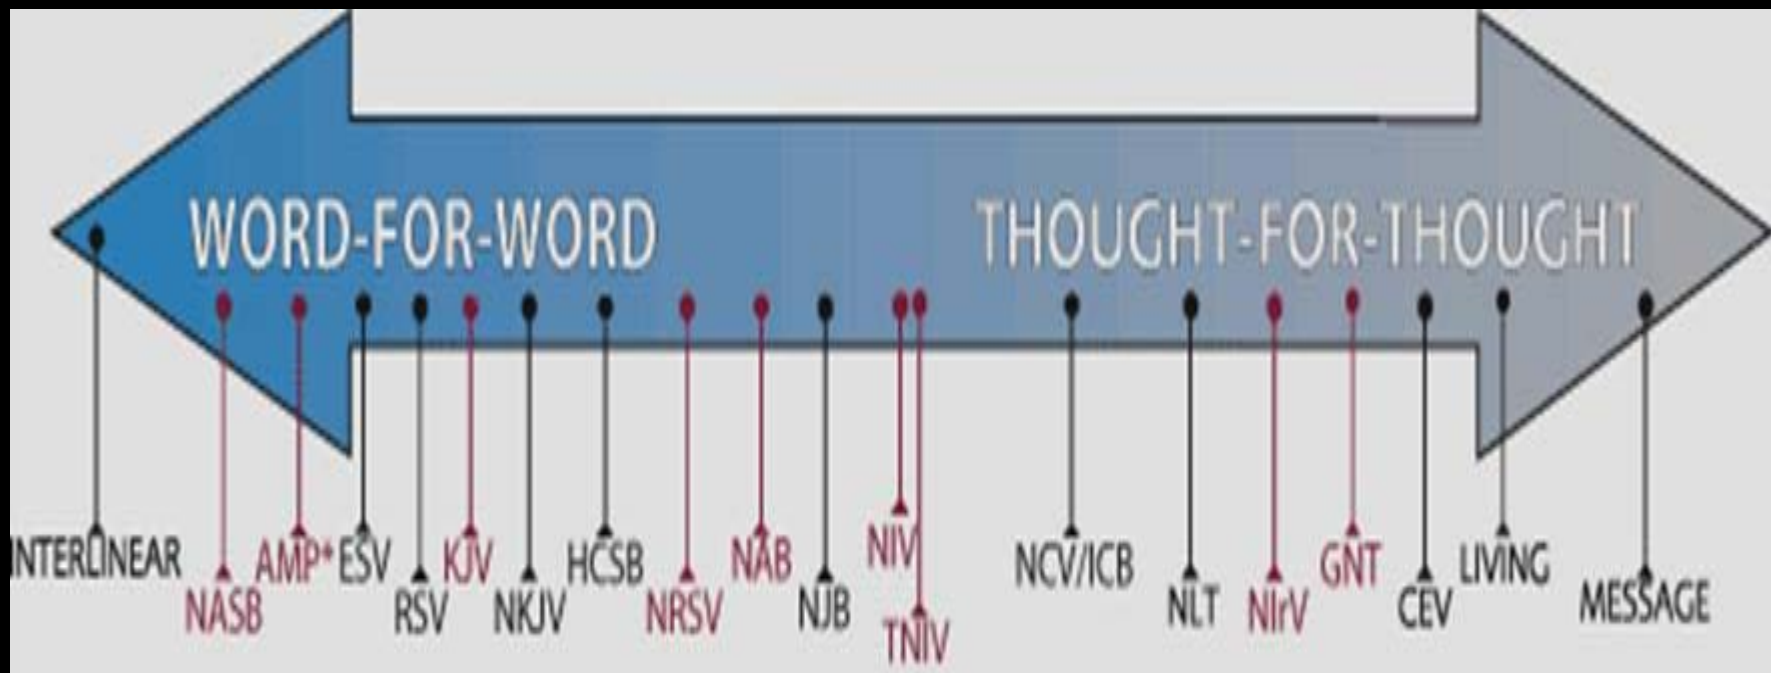 WORD-FOR-WORD THOUGHT-FOR-THOUGHT
INTERLINEAR AMP* ESV KJV HCSB NAB NIV NCV/ICB GNT LIVING
NASB RSV NKJV NRSV NJB TNIV NLT NIrV CEV MESSAGE